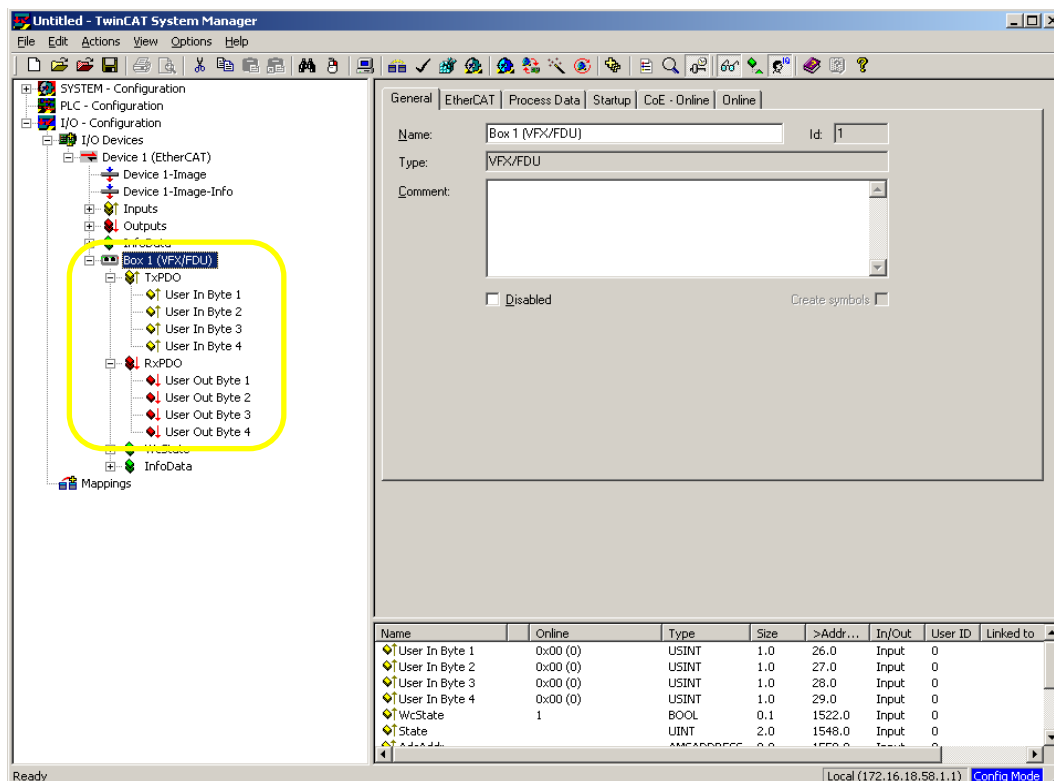 Untitled - TwinCAT System Manager
File Edit Actions View Options Help
SYSTEM - Configuration
PLC - Configuration
I/O - Configuration
I/O Devices
Device 1 (EtherCAT)
Device 1-Image
Device 1-Image-Info
Inputs
Outputs
InfoData
Box 1 (VFX/FDU)
TxPDO
User In Byte 1
User In Byte 2
User In Byte 3
User In Byte 4
RxPDO
User Out Byte 1
User Out Byte 2
User Out Byte 3
User Out Byte 4
WcState
InfoData
Mappings
General EtherCAT Process Data Startup CoE - Online Online
Name: Box 1 (VFX/FDU) Id: 1
Type: VFX/FDU
Comment:
Disabled Create symbols
Name Online Type Size >Addr... In/Out User ID Linked to
User In Byte 1 0x00 (0) USINT 1.0 26.0 Input 0
User In Byte 2 0x00 (0) USINT 1.0 27.0 Input 0
User In Byte 3 0x00 (0) USINT 1.0 28.0 Input 0
User In Byte 4 0x00 (0) USINT 1.0 29.0 Input 0
WcState 1 BOOL 0.1 1522.0 Input 0
State UINT 2.0 1548.0 Input 0
Ready Local (172.16.18.58.1.1) Config Mode